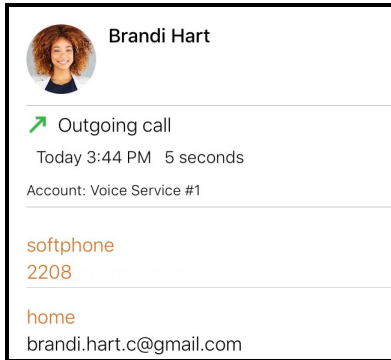 Brandi Hart
Outgoing call
Today 3:44 PM 5 seconds
Account: Voice Service #1
softphone
2208
home
brandi.hart.c@gmail.com